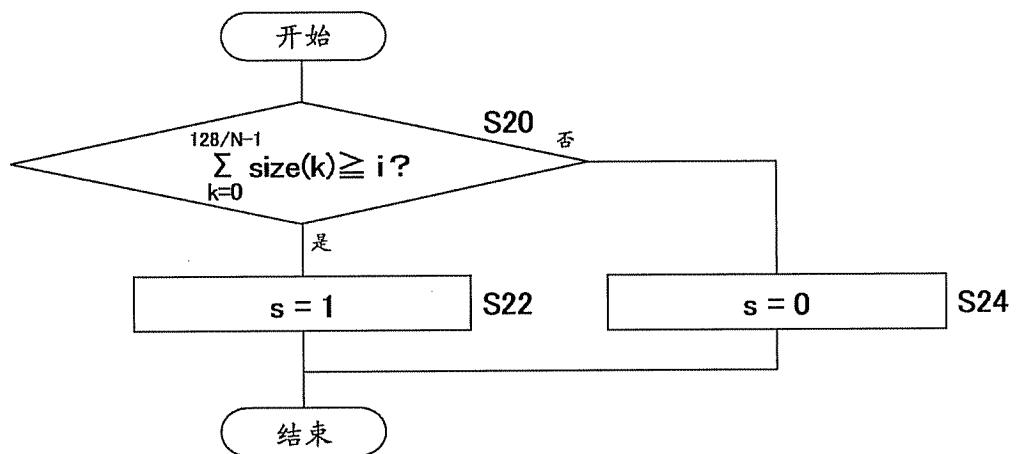 开始
S20
否
128/N-1
Σ size(k)≧ i?
k=0
是
s = 1
S22
s = 0
S24
结束